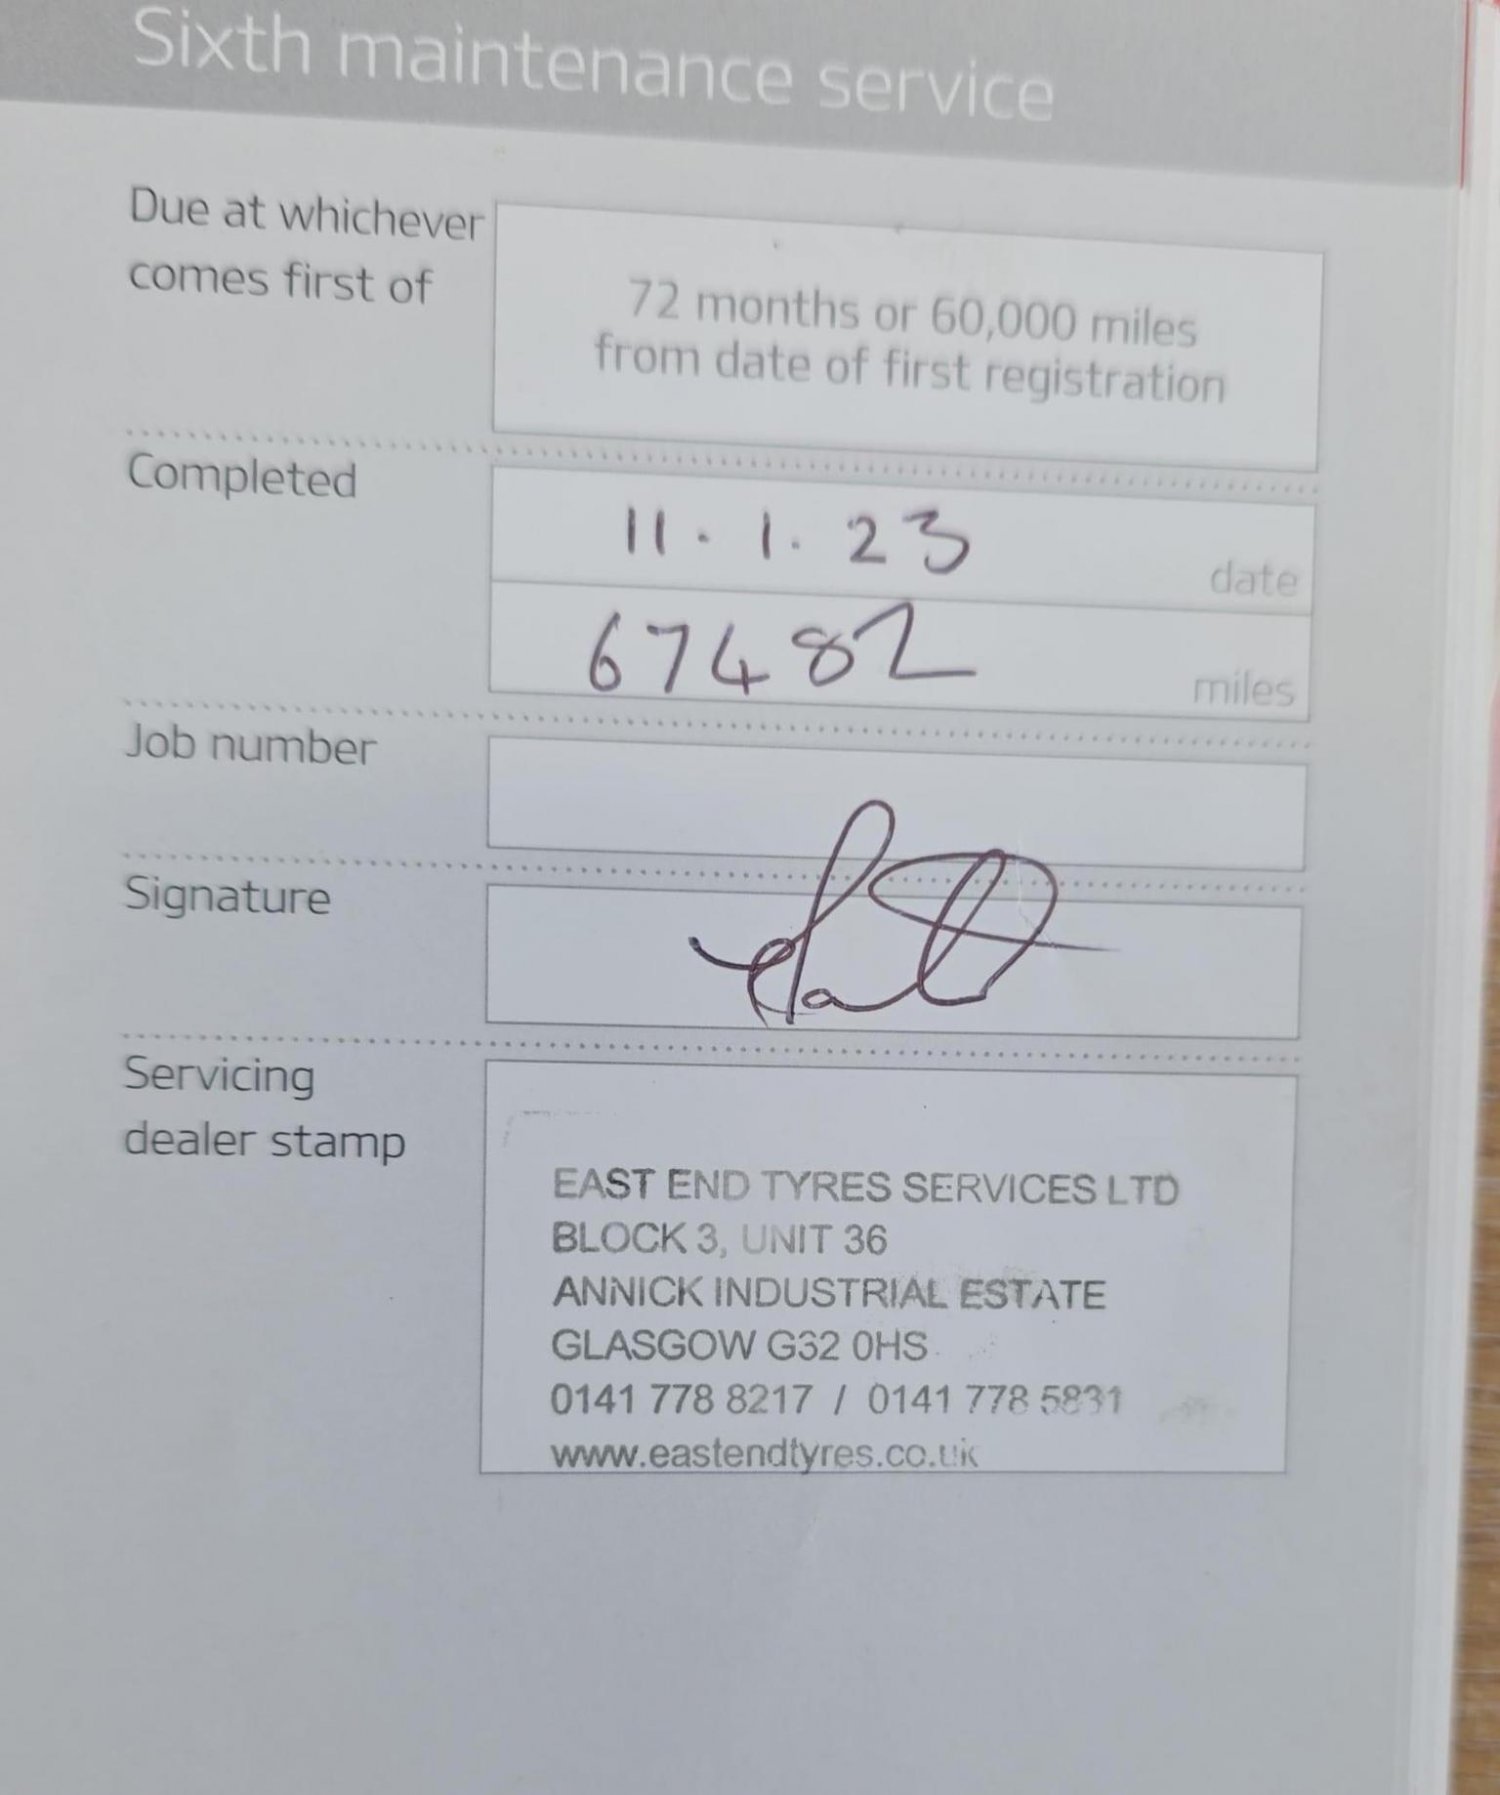 Sixth maintenance service
Due at whichever
comes first of
72 months or 60,000 miles
from date of first registration
Completed
11.1.23
date
67482
miles
Job number
Signature
Servicing
dealer stamp
EAST END TYRES SERVICES LTD
BLOCK 3, UNIT 36
ANNICK INDUSTRIAL ESTATE
GLASGOW G32 0HS
0141 778 8217 / 0141 778 5831
www.eastendtyres.co.uk